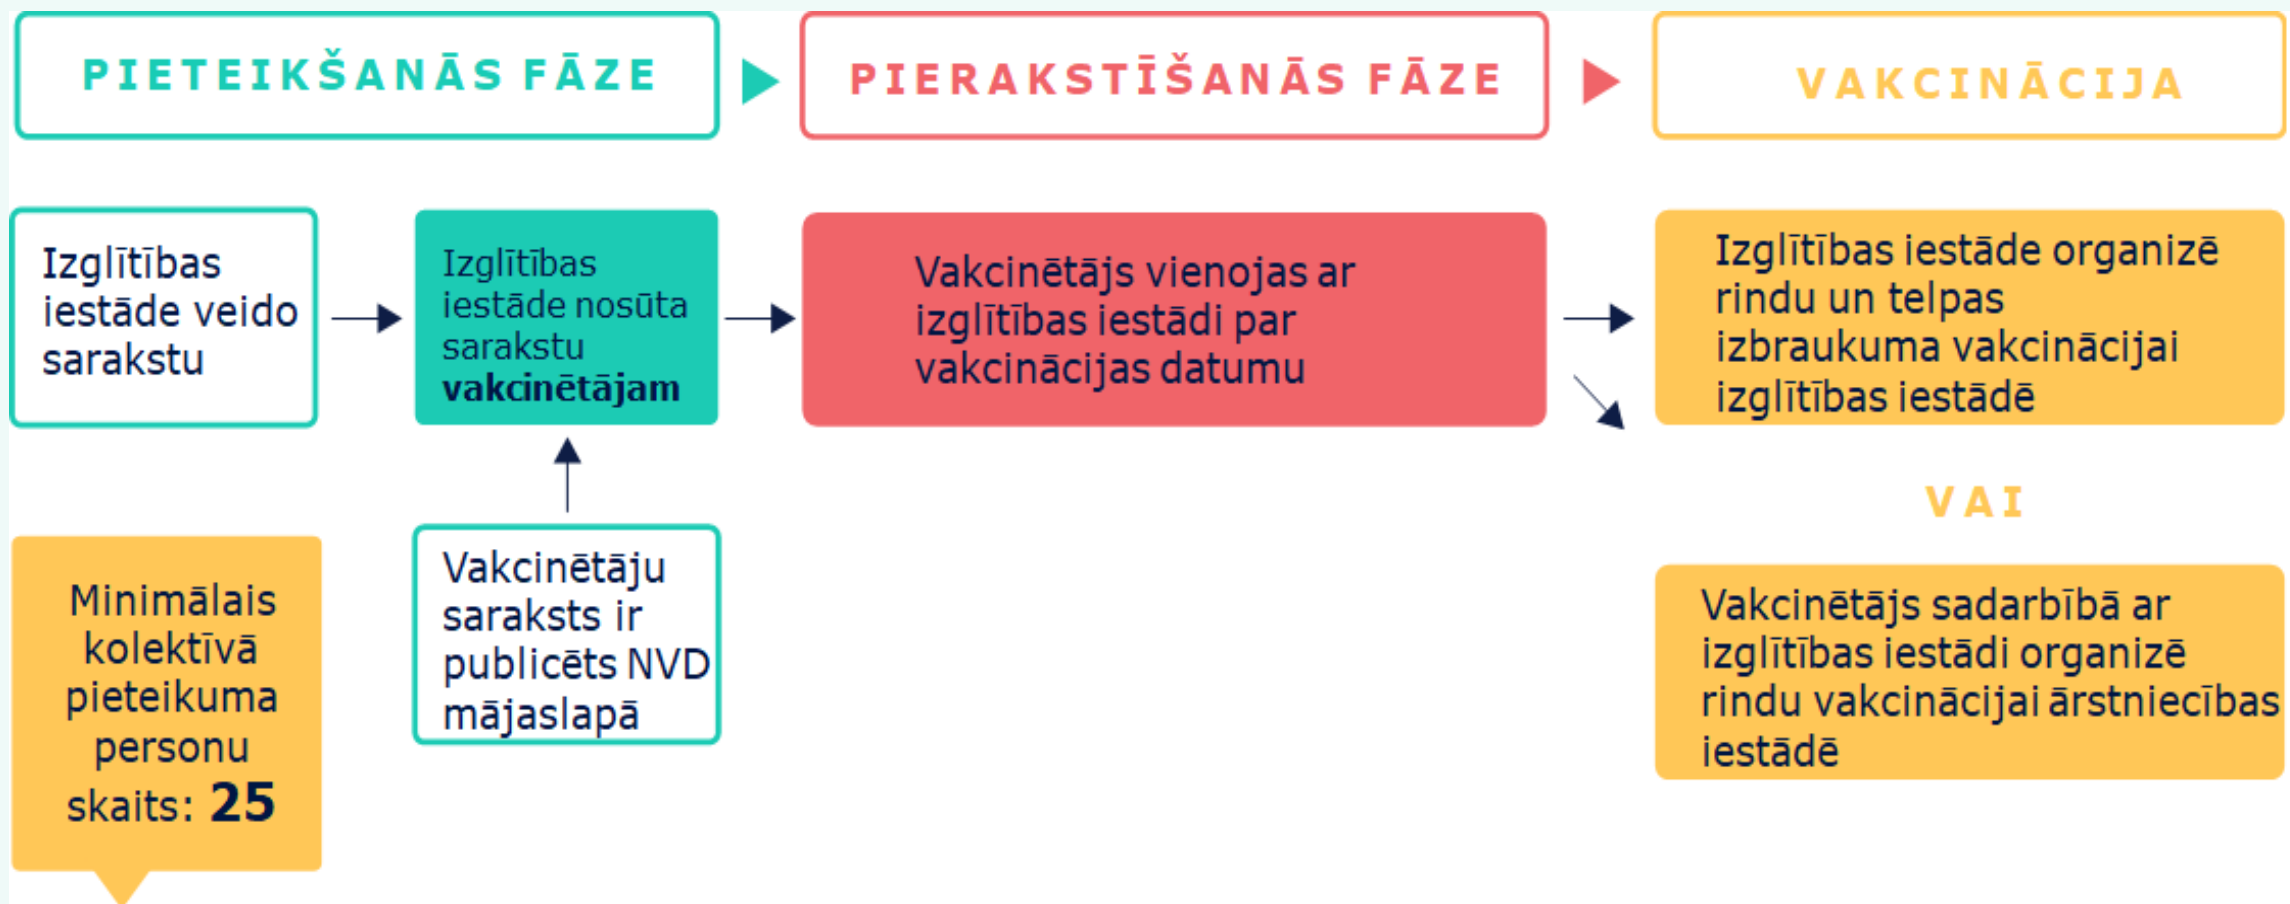 PIETEIKŠANĀS FĀZE
PIERAKSTĪŠANĀS FĀZE
VAKCINĀCIJA
Izglītības
iestāde veido
sarakstu
Izglītības
iestāde nosūta
sarakstu
vakcinētājam
Vakcinētājs vienojas ar
izglītības iestādi par
vakcinācijas datumu
Izglītības iestāde organizē
rindu un telpas
izbraukuma vakcinācijai
izglītības iestādē
VAI
Minimālais
kolektīvā
pieteikuma
personu
skaits: 25
Vakcinētāju
saraksts ir
publicēts NVD
mājaslapā
Vakcinētājs sadarbībā ar
izglītības iestādi organizē
rindu vakcinācijai ārstniecības
iestādē